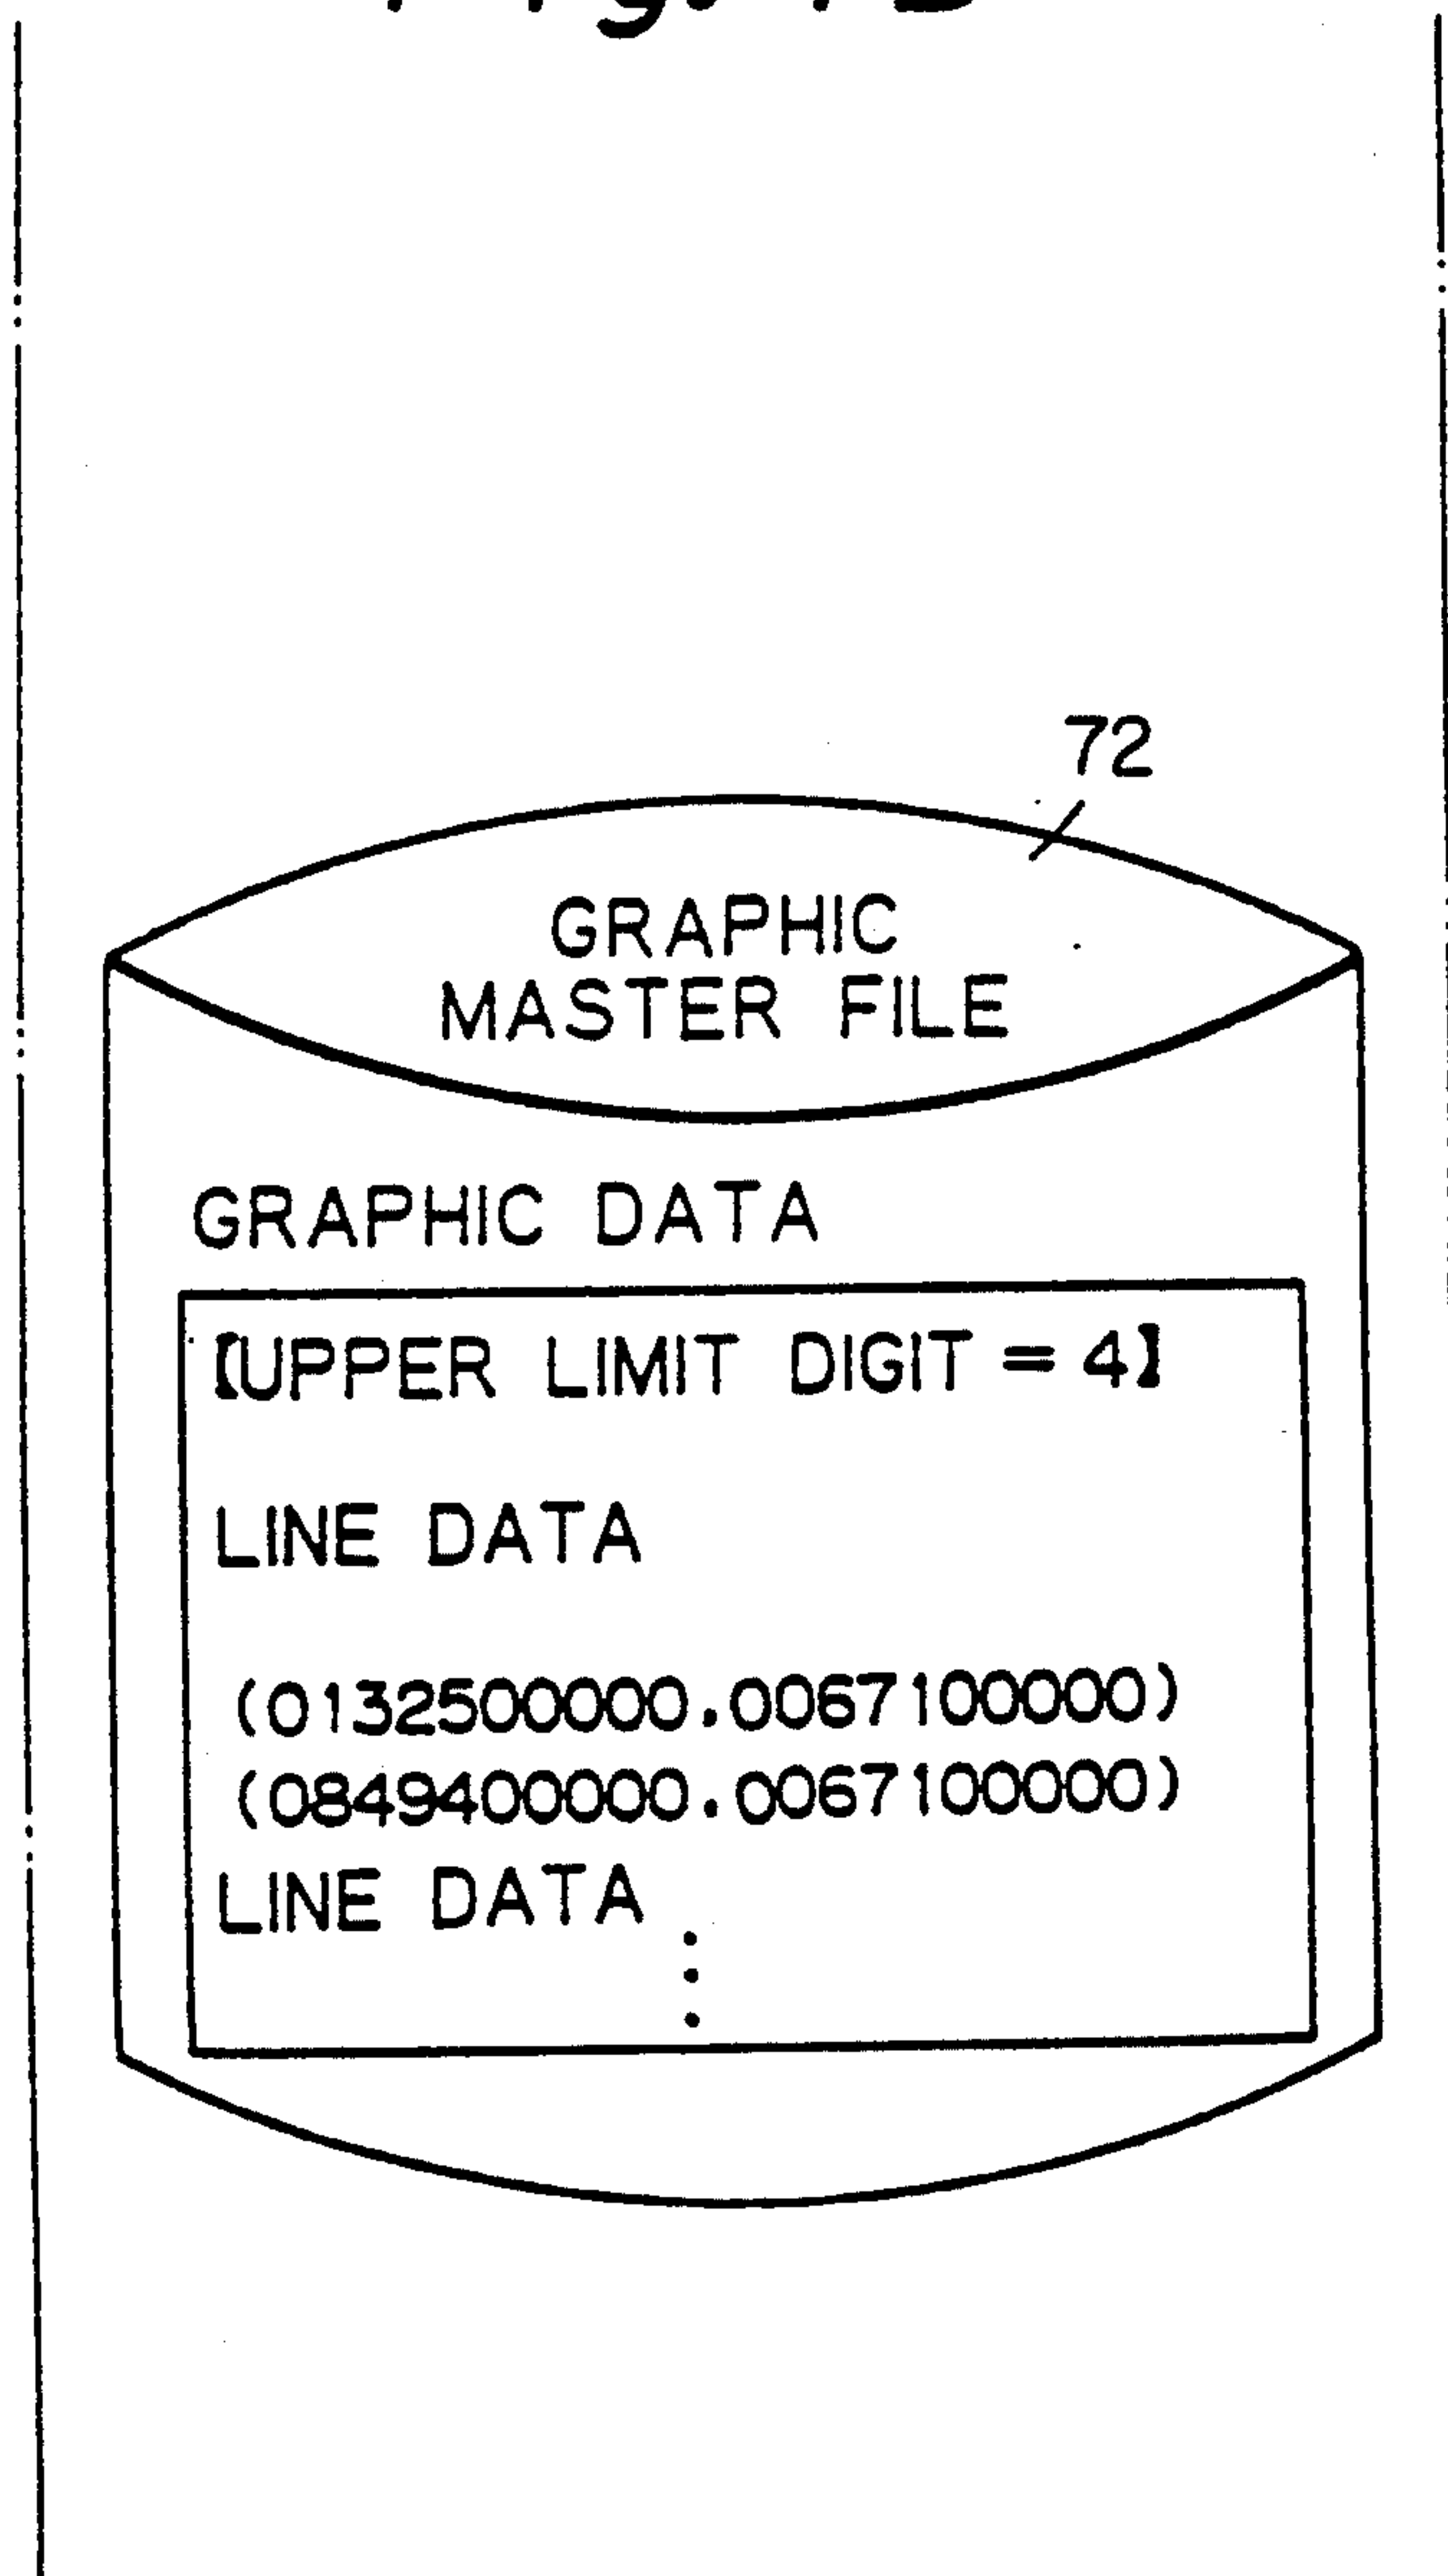 72
GRAPHIC
MASTER FILE
GRAPHIC DATA
【UPPER LIMIT DIGIT = 4】
LINE DATA
(0132500000.0067100000)
(0849400000.0067100000)
LINE DATA